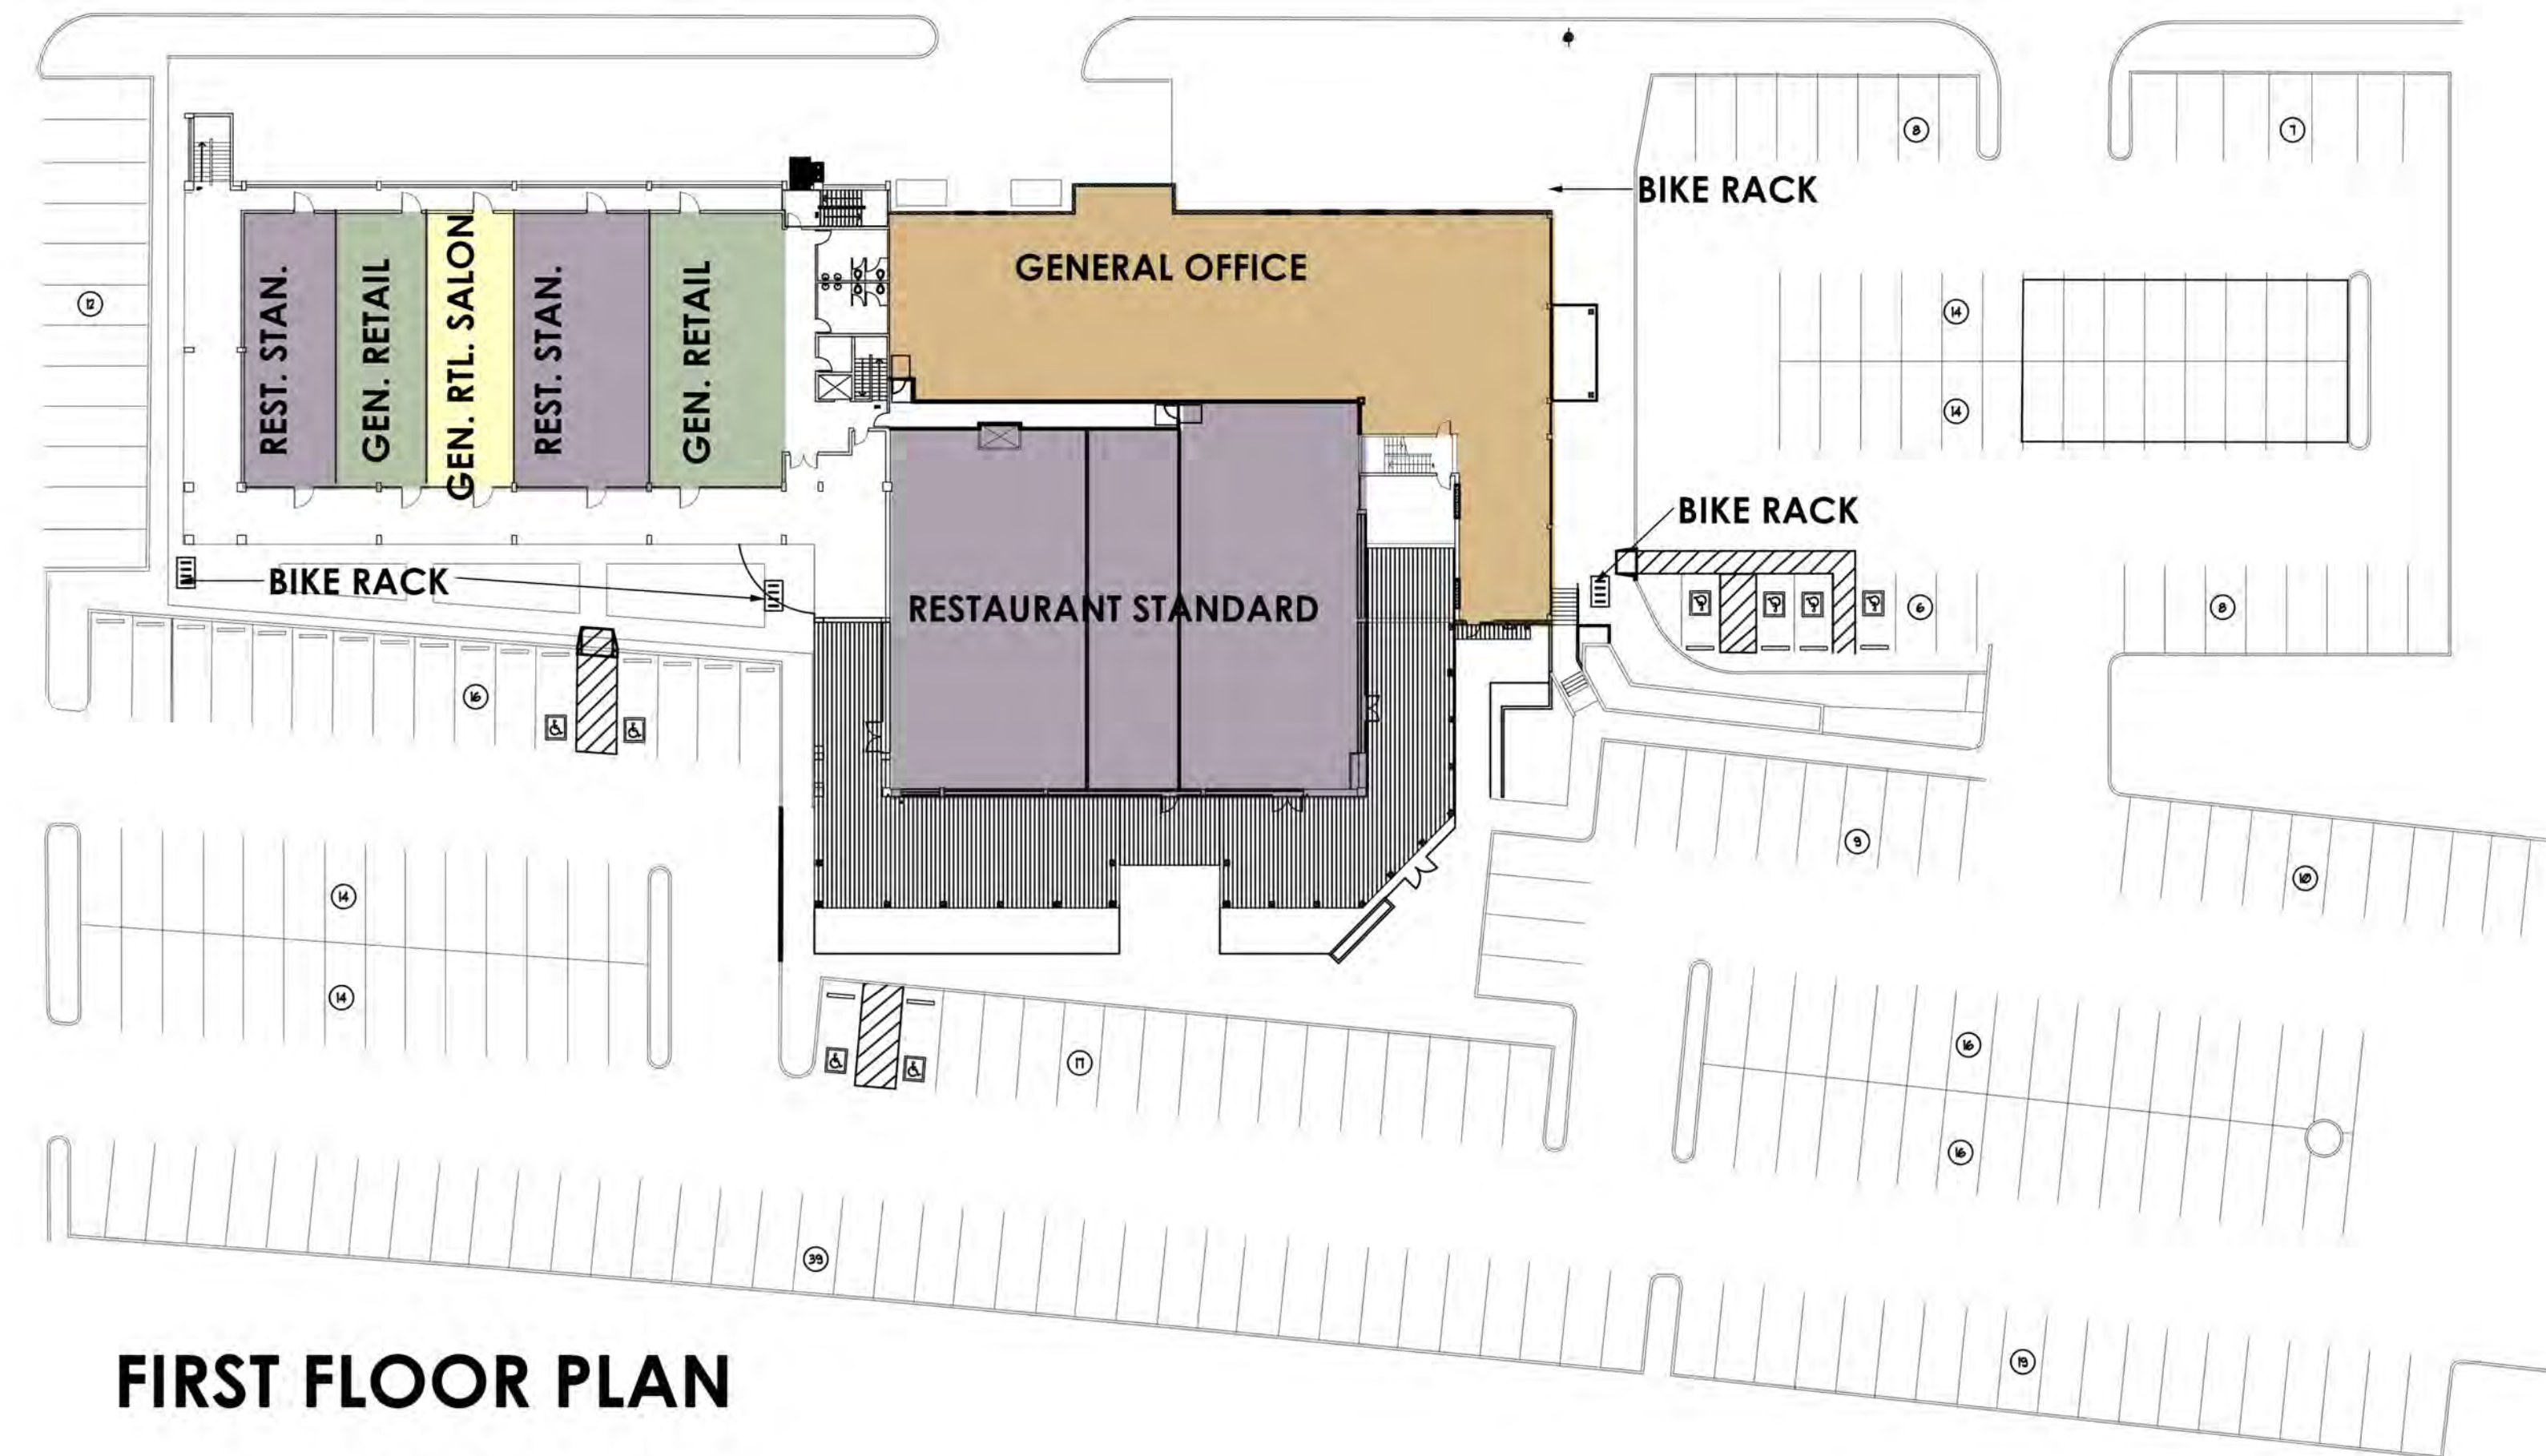 8
7
BIKE RACK
GENERAL OFFICE
REST. STAN.
GEN. RETAIL
GEN. RTL. SALON
REST. STAN.
GEN. RETAIL
12
14
14
BIKE RACK
BIKE RACK
RESTAURANT STANDARD
6
8
16
9
10
14
14
17
16
16
39
19
FIRST FLOOR PLAN